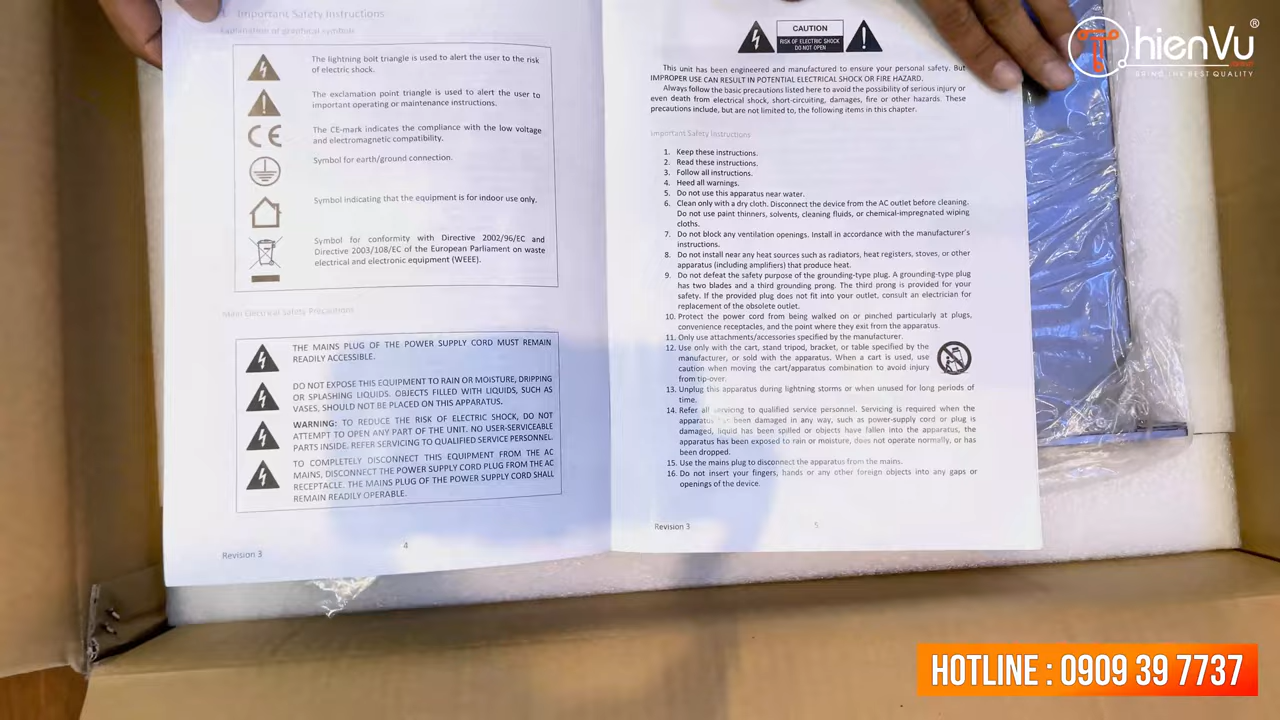 Important Safety Instructions
Explanation of graphical symbols
The lightning bolt triangle is used to alert the user to the risk
of electric shock.
The exclamation point triangle is used to alert the user to
important operating or maintenance instructions.
The CE-mark indicates the compliance with the low voltage
and electromagnetic compatibility.
Symbol for earth/ground connection.
Symbol indicating that the equipment is for indoor use only.
Symbol for conformity with Directive 2002/96/EC and
Directive 2003/108/EC of the European Parliament on waste
electrical and electronic equipment (WEEE).
Mains Electrical Safety Precautions
THE MAINS PLUG OF THE POWER SUPPLY CORD MUST REMAIN
READILY ACCESSIBLE.
DO NOT EXPOSE THIS EQUIPMENT TO RAIN OR MOISTURE, DRIPPING
OR SPLASHING LIQUIDS. OBJECTS FILLED WITH LIQUIDS, SUCH AS
VASES, SHOULD NOT BE PLACED ON THIS APPARATUS.
WARNING: TO REDUCE THE RISK OF ELECTRIC SHOCK, DO NOT
ATTEMPT TO OPEN ANY PART OF THE UNIT. NO USER-SERVICEABLE
PARTS INSIDE. REFER SERVICING TO QUALIFIED SERVICE PERSONNEL.
TO COMPLETELY DISCONNECT THIS EQUIPMENT FROM THE AC
MAINS, DISCONNECT THE POWER SUPPLY CORD PLUG FROM THE AC
RECEPTACLE. THE MAINS PLUG OF THE POWER SUPPLY CORD SHALL
REMAIN READILY OPERABLE.
Revision 3
4
CAUTION
RISK OF ELECTRIC SHOCK
DO NOT OPEN
This unit has been engineered and manufactured to ensure your personal safety. But
IMPROPER USE CAN RESULT IN POTENTIAL ELECTRICAL SHOCK OR FIRE HAZARD.
Always follow the basic precautions listed here to avoid the possibility of serious injury or
even death from electrical shock, short-circuiting, damages, fire or other hazards. These
precautions include, but are not limited to, the following items in this chapter.
Important Safety Instructions
1. Keep these instructions.
2. Read these instructions.
3. Follow all instructions.
4. Heed all warnings.
5. Do not use this apparatus near water.
6. Clean only with a dry cloth. Disconnect the device from the AC outlet before cleaning.
Do not use paint thinners, solvents, cleaning fluids, or chemical-impregnated wiping
cloths.
7. Do not block any ventilation openings. Install in accordance with the manufacturer's
instructions.
8. Do not install near any heat sources such as radiators, heat registers, stoves, or other
apparatus (including amplifiers) that produce heat.
9. Do not defeat the safety purpose of the grounding-type plug. A grounding-type plug
has two blades and a third grounding prong. The third prong is provided for your
safety. If the provided plug does not fit into your outlet, consult an electrician for
replacement of the obsolete outlet.
10. Protect the power cord from being walked on or pinched particularly at plugs,
convenience receptacles, and the point where they exit from the apparatus.
11. Only use attachments/accessories specified by the manufacturer.
12. Use only with the cart, stand tripod, bracket, or table specified by the
manufacturer, or sold with the apparatus. When a cart is used, use
caution when moving the cart/apparatus combination to avoid injury
from tip-over.
13. Unplug this apparatus during lightning storms or when unused for long periods of
time.
14. Refer all servicing to qualified service personnel. Servicing is required when the
apparatus been damaged in any way, such as power-supply cord or plug is
damaged, liquid has been spilled or objects have fallen into the apparatus, the
apparatus has been exposed to rain or moisture, does not operate normally, or has
been dropped.
15. Use the mains plug to disconnect the apparatus from the mains.
16. Do not insert your fingers, hands or any other foreign objects into any gaps or
openings of the device.
Revision 3
5
ThienVu
BRING THE BEST QUALITY
HOTLINE : 0909 39 7737